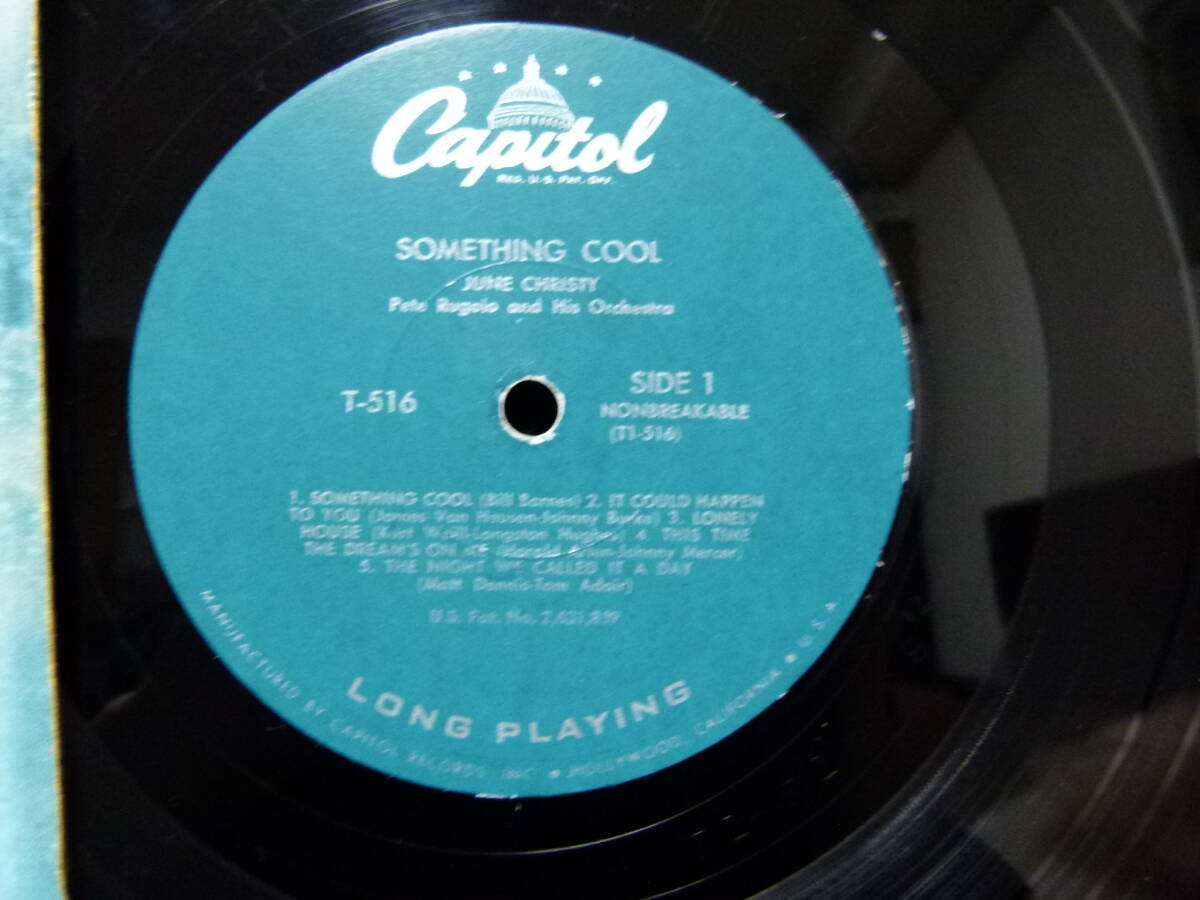 Capitol
REG. U.S. PAT. OFF.
SOMETHING COOL
JUNE CHRISTY
Pete Rugolo and His Orchestra
T-516
SIDE 1
NONBREAKABLE
(T1-516)
1. SOMETHING COOL (Bill Barnes) 2. IT COULD HAPPEN
TO YOU (James Van Heusen-Johnny Burke) 3. LONELY
HOUSE (Kurt Weill-Langston Hughes) 4. THIS TIME
THE DREAM'S ON ME (Harold Arlen-Johnny Mercer)
5. THE NIGHT WE CALLED IT A DAY
(Matt Dennis-Tom Adair)
U.S. Pat. No. 2,631,859
LONG PLAYING
MANUFACTURED BY CAPITOL RECORDS, INC. • HOLLYWOOD, CALIFORNIA • U.S.A.